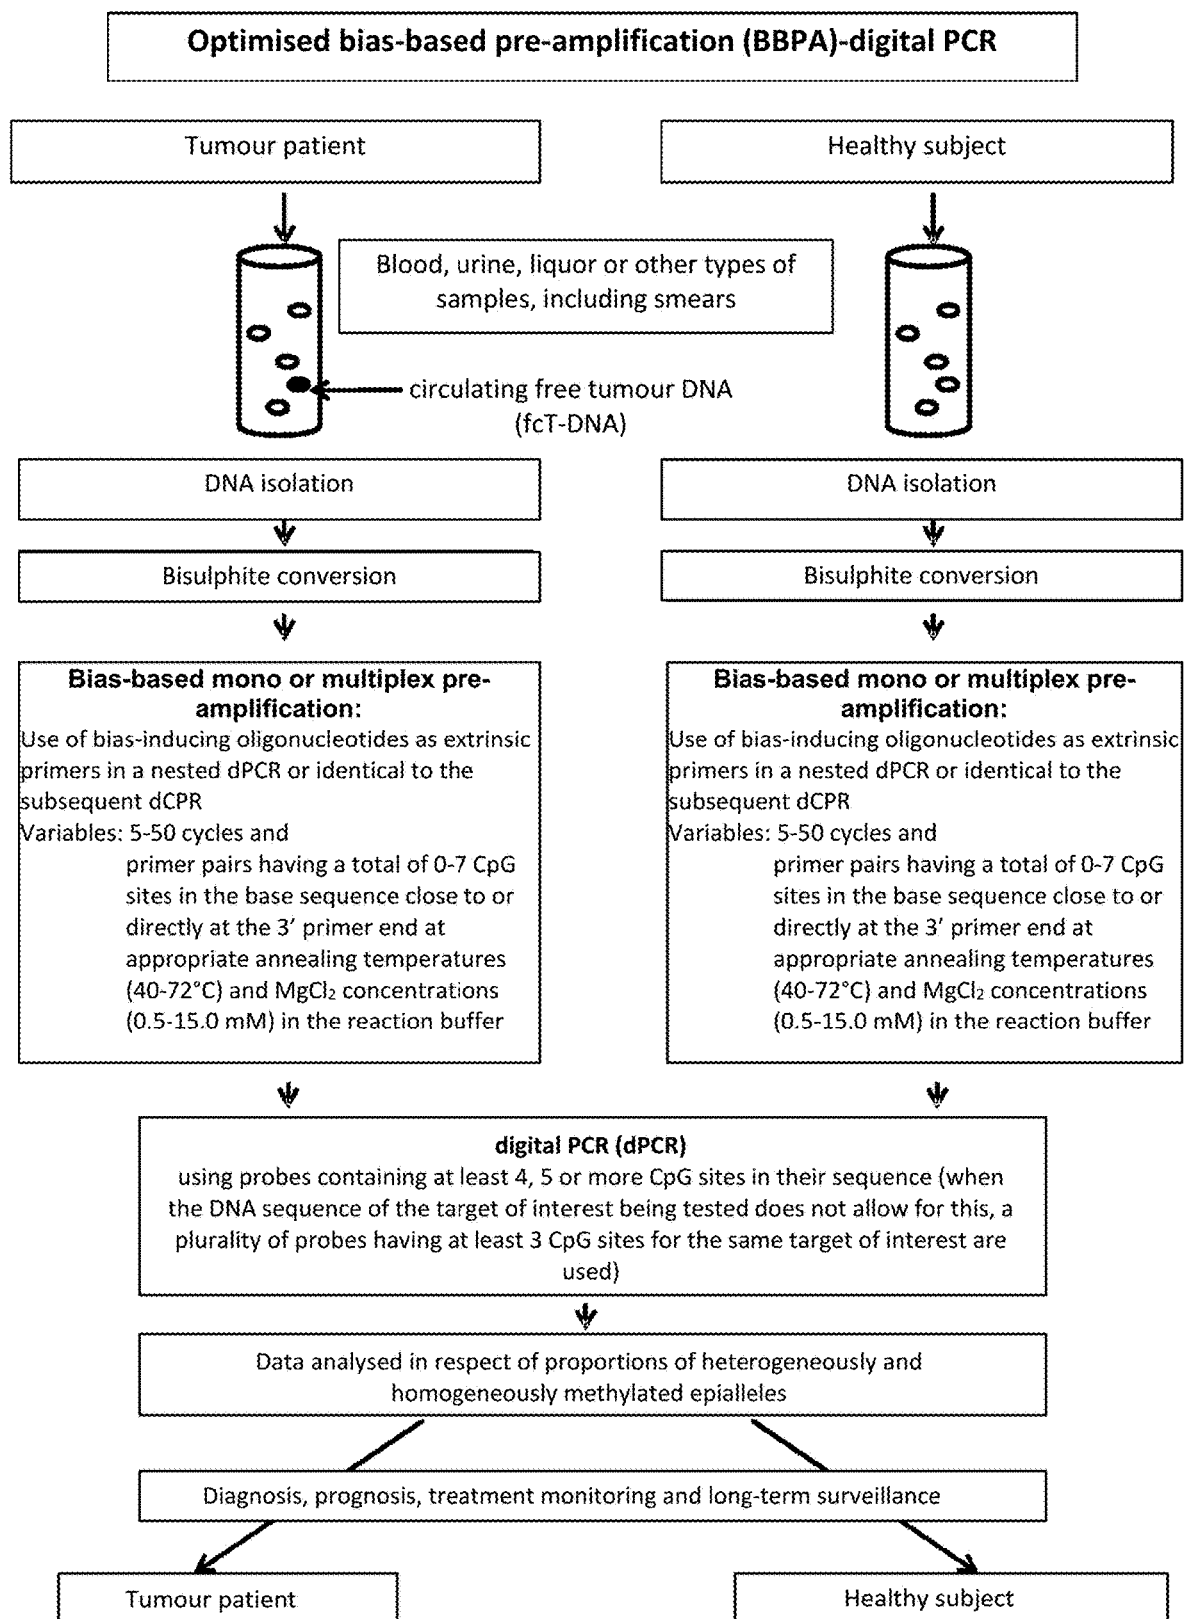 Optimised bias-based pre-amplification (BBPA)-digital PCR
Tumour patient
Healthy subject
Blood, urine, liquor or other types of
samples, including smears
circulating free tumour DNA
(fcT-DNA)
DNA isolation
DNA isolation
Bisulphite conversion
Bisulphite conversion
Bias-based mono or multiplex pre-
amplification:
Use of bias-inducing oligonucleotides as extrinsic
primers in a nested dPCR or identical to the
subsequent dCPR
Variables: 5-50 cycles and
primer pairs having a total of 0-7 CpG
sites in the base sequence close to or
directly at the 3′ primer end at
appropriate annealing temperatures
(40-72°C) and MgCl₂ concentrations
(0.5-15.0 mM) in the reaction buffer
Bias-based mono or multiplex pre-
amplification:
Use of bias-inducing oligonucleotides as extrinsic
primers in a nested dPCR or identical to the
subsequent dCPR
Variables: 5-50 cycles and
primer pairs having a total of 0-7 CpG
sites in the base sequence close to or
directly at the 3′ primer end at
appropriate annealing temperatures
(40-72°C) and MgCl₂ concentrations
(0.5-15.0 mM) in the reaction buffer
digital PCR (dPCR)
using probes containing at least 4, 5 or more CpG sites in their sequence (when
the DNA sequence of the target of interest being tested does not allow for this, a
plurality of probes having at least 3 CpG sites for the same target of interest are
used)
Data analysed in respect of proportions of heterogeneously and
homogeneously methylated epialleles
Diagnosis, prognosis, treatment monitoring and long-term surveillance
Tumour patient
Healthy subject